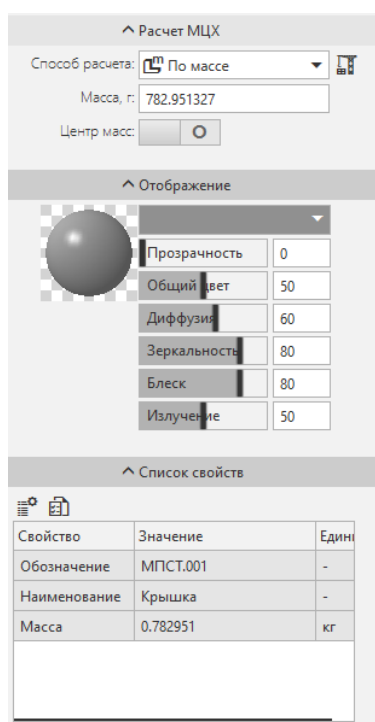 Расчет МЦХ
Способ расчета: m По массе
Масса, г: 782.951327
Центр масс:
Отображение
Прозрачность 0
Общий цвет 50
Диффузия 60
Зеркальность 80
Блеск 80
Излучение 50
Список свойств
Свойство Значение Едини
Обозначение МПСТ.001 -
Наименование Крышка -
Масса 0.782951 кг